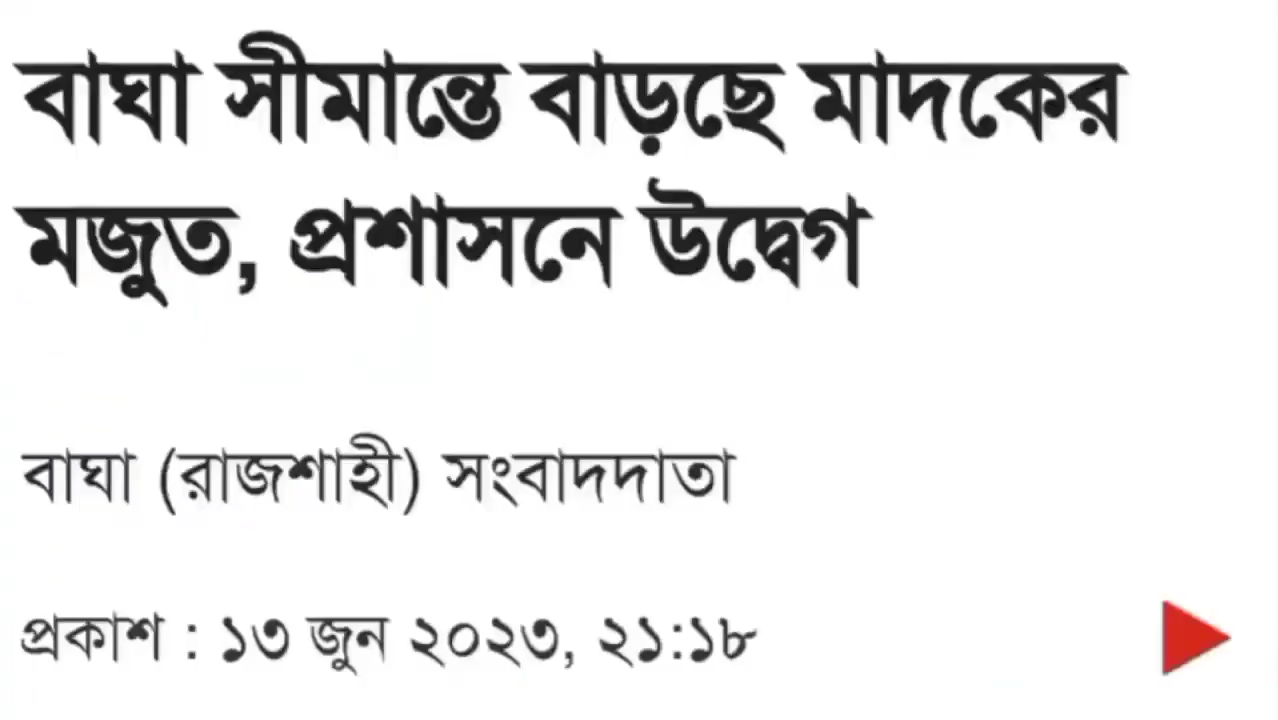 বাঘা সীমান্তে বাড়ছে মাদকের
মজুত, প্রশাসনে উদ্বেগ
বাঘা (রাজশাহী) সংবাদদাতা
প্রকাশ : ১৩ জুন ২০২৩, ২১:১৮